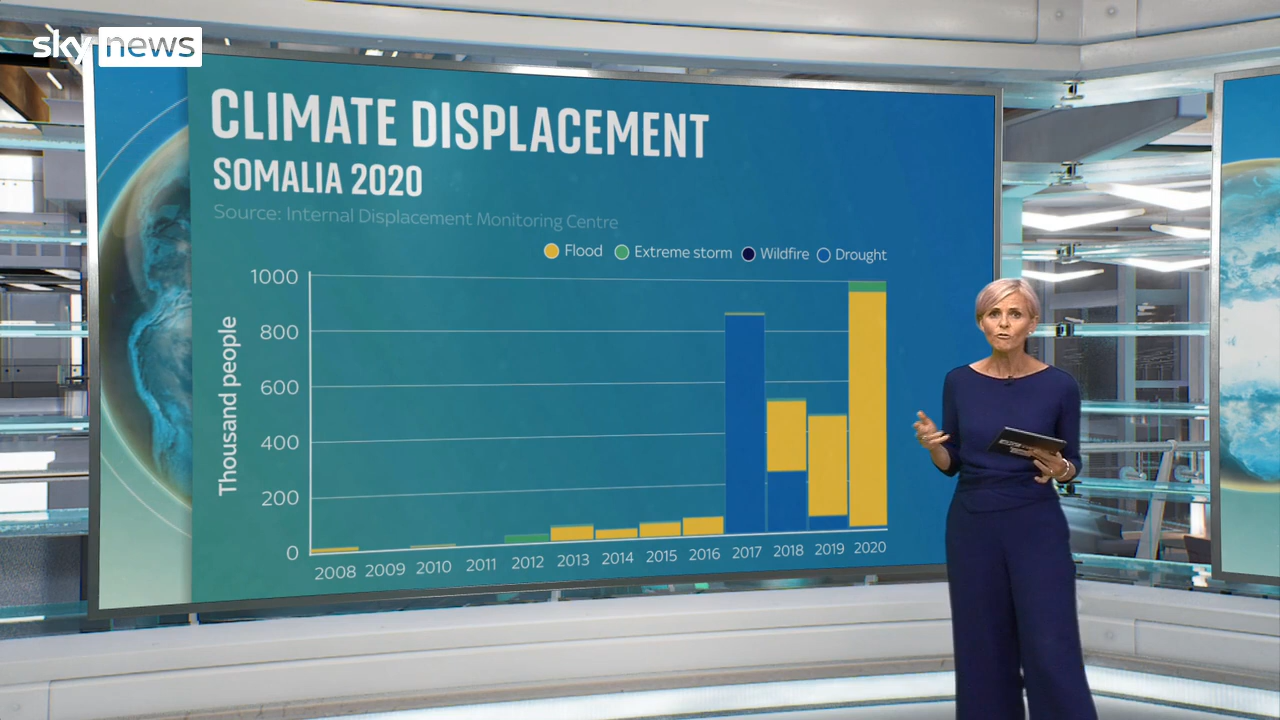 sky news
CLIMATE DISPLACEMENT
SOMALIA 2020
Source: Internal Displacement Monitoring Centre
Flood Extreme storm Wildfire Drought
Thousand people
1000
800
600
400
200
0
2008 2009 2010 2011 2012 2013 2014 2015 2016 2017 2018 2019 2020